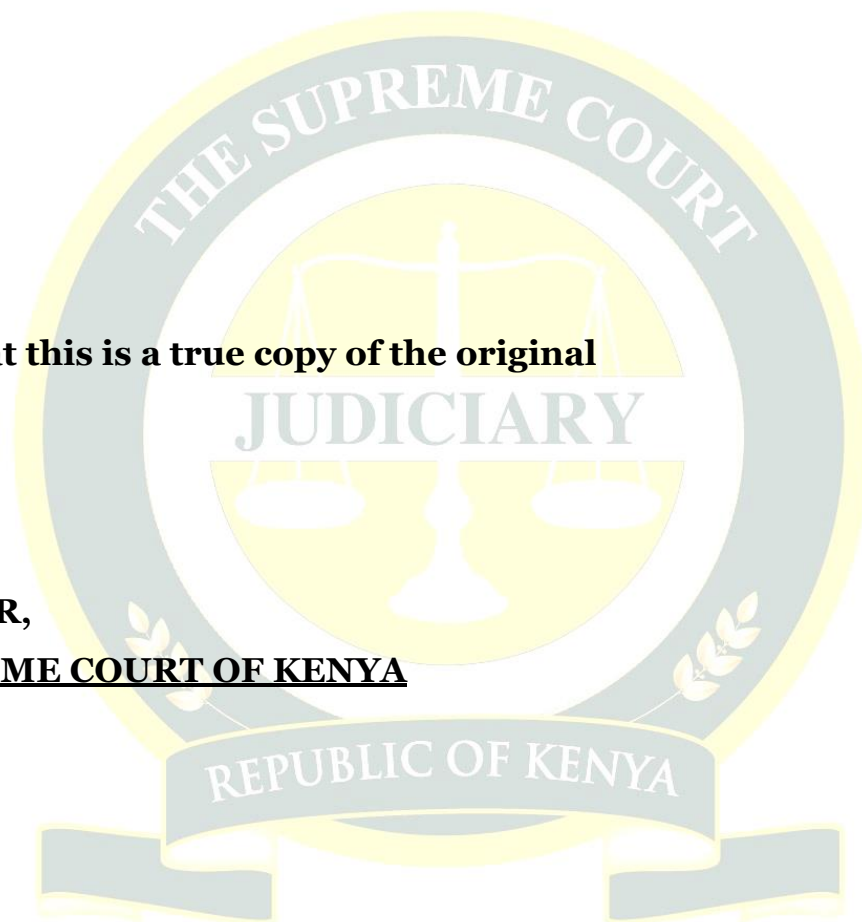 THE SUPREME COURT
t this is a true copy of the original
JUDICIARY
R,
ME COURT OF KENYA
REPUBLIC OF KENYA